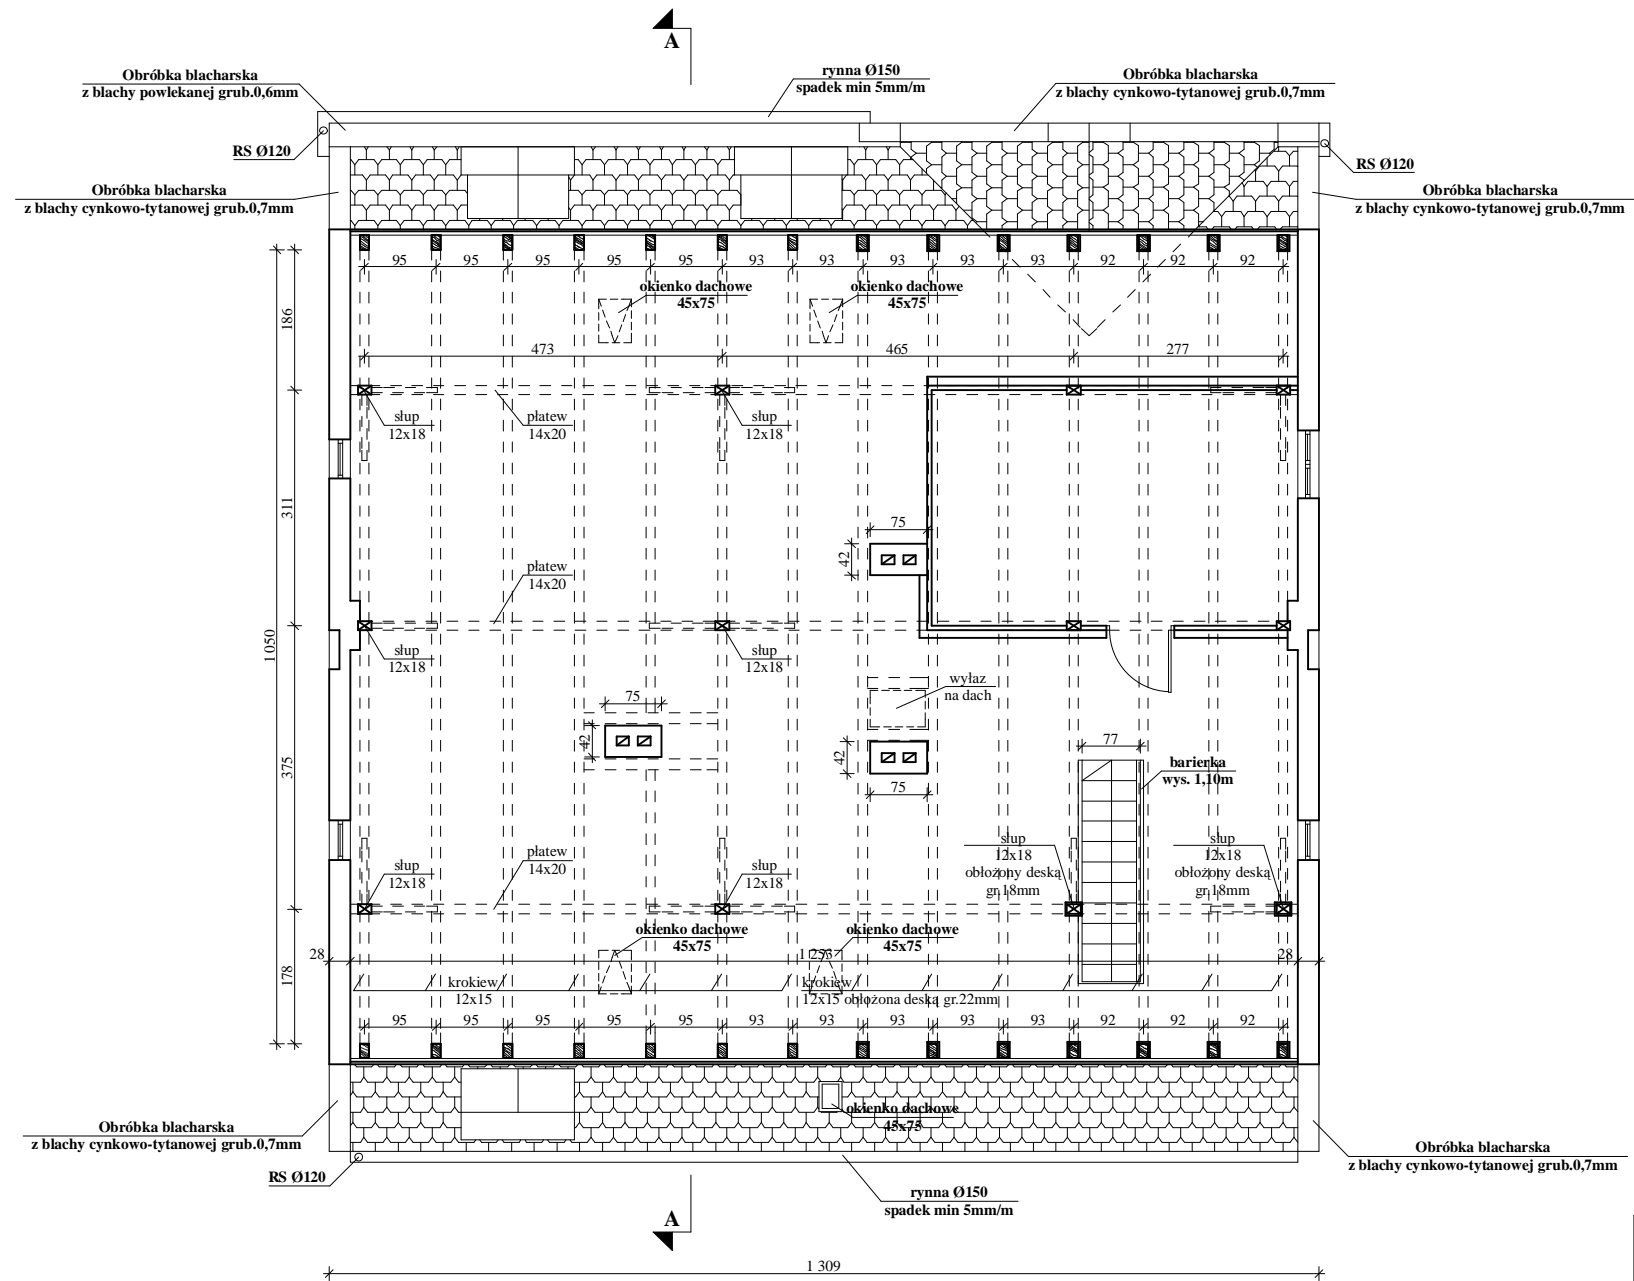 A
Obróbka blacharska
z blachy powlekanej grub.0,6mm
rynna Ø150
spadek min 5mm/m
Obróbka blacharska
z blachy cynkowo-tytanowej grub.0,7mm
RS Ø120
RS Ø120
Obróbka blacharska
z blachy cynkowo-tytanowej grub.0,7mm
Obróbka blacharska
z blachy cynkowo-tytanowej grub.0,7mm
95 95 95 95 95 93 93 93 93 93 92 92 92
okienko dachowe
45x75
okienko dachowe
45x75
186
473 465 277
słup
12x18
płatew
14x20
słup
12x18
311
75
42
płatew
14x20
1 050
słup
12x18
słup
12x18
wyłaz
na dach
75
42
42
75
77
barierka
wys. 1,10m
375
słup
12x18
płatew
14x20
słup
12x18
słup
12x18
obłożony deską
gr.18mm
słup
12x18
obłożony deską
gr.18mm
okienko dachowe
45x75
okienko dachowe
45x75
28 1 253 28
178
krokiew
12x15
krokiew
12x15 obłożona deską gr.22mm
95 95 95 95 95 93 93 93 93 93 92 92 92
okienko dachowe
45x75
Obróbka blacharska
z blachy cynkowo-tytanowej grub.0,7mm
Obróbka blacharska
z blachy cynkowo-tytanowej grub.0,7mm
RS Ø120
rynna Ø150
spadek min 5mm/m
A
1 309